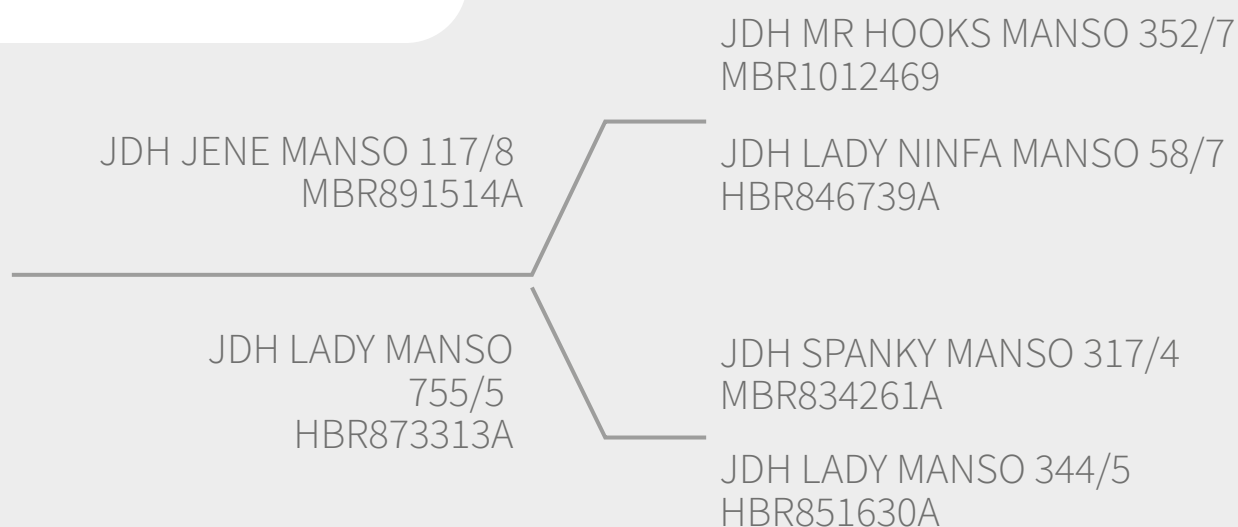 JDH MR HOOKS MANSO 352/7
MBR1012469
JDH JENE MANSO 117/8
MBR891514A
JDH LADY NINFA MANSO 58/7
HBR846739A
JDH LADY MANSO
755/5
HBR873313A
JDH SPANKY MANSO 317/4
MBR834261A
JDH LADY MANSO 344/5
HBR851630A